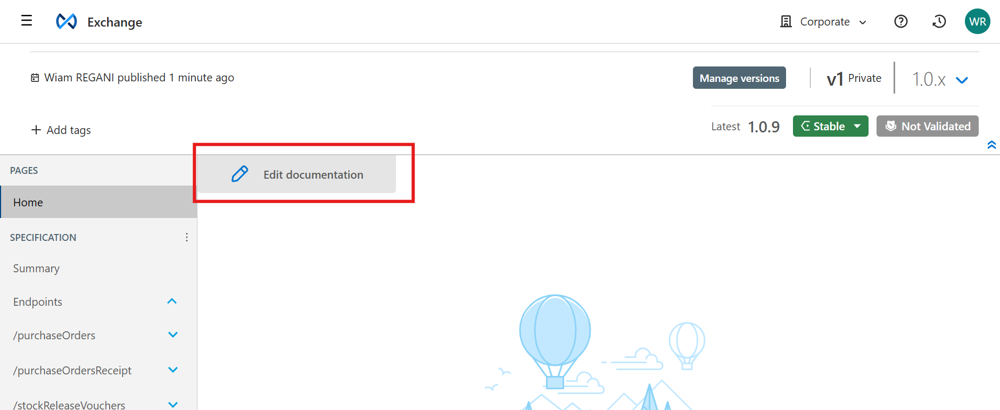 Exchange
Corporate
WR
Wiam REGANI published 1 minute ago
Manage versions
v1 Private
1.0.x
Add tags
Latest 1.0.9
Stable
Not Validated
PAGES
Edit documentation
Home
SPECIFICATION
Summary
Endpoints
/purchaseOrders
/purchaseOrdersReceipt
/stockReleaseVouchers